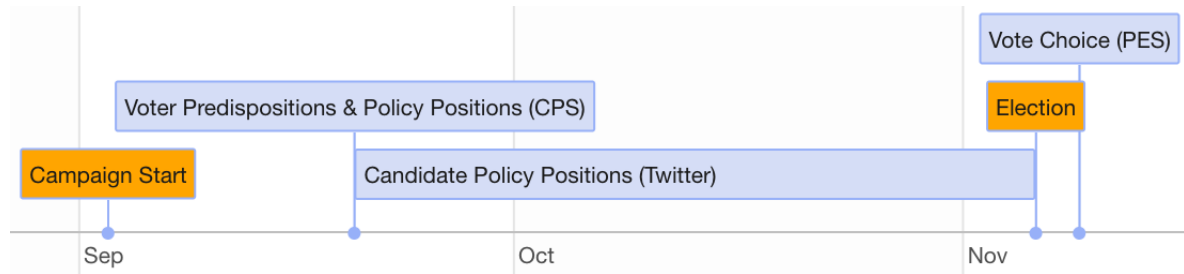 Vote Choice (PES)
Voter Predispositions & Policy Positions (CPS)
Election
Campaign Start
Candidate Policy Positions (Twitter)
Sep
Oct
Nov